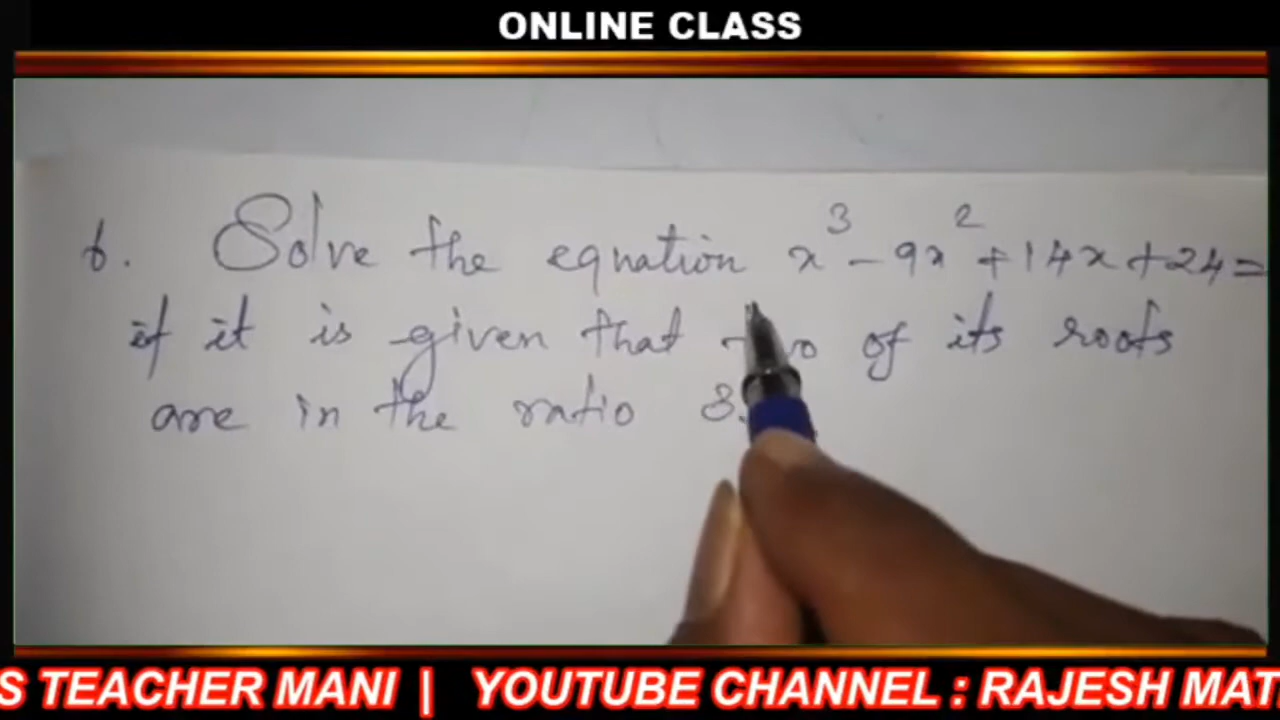 ONLINE CLASS
6. Solve the equation x³ - 9x² + 14x + 24 =
if it is given that two of its roots
are in the ratio
S TEACHER MANI | YOUTUBE CHANNEL : RAJESH MAT